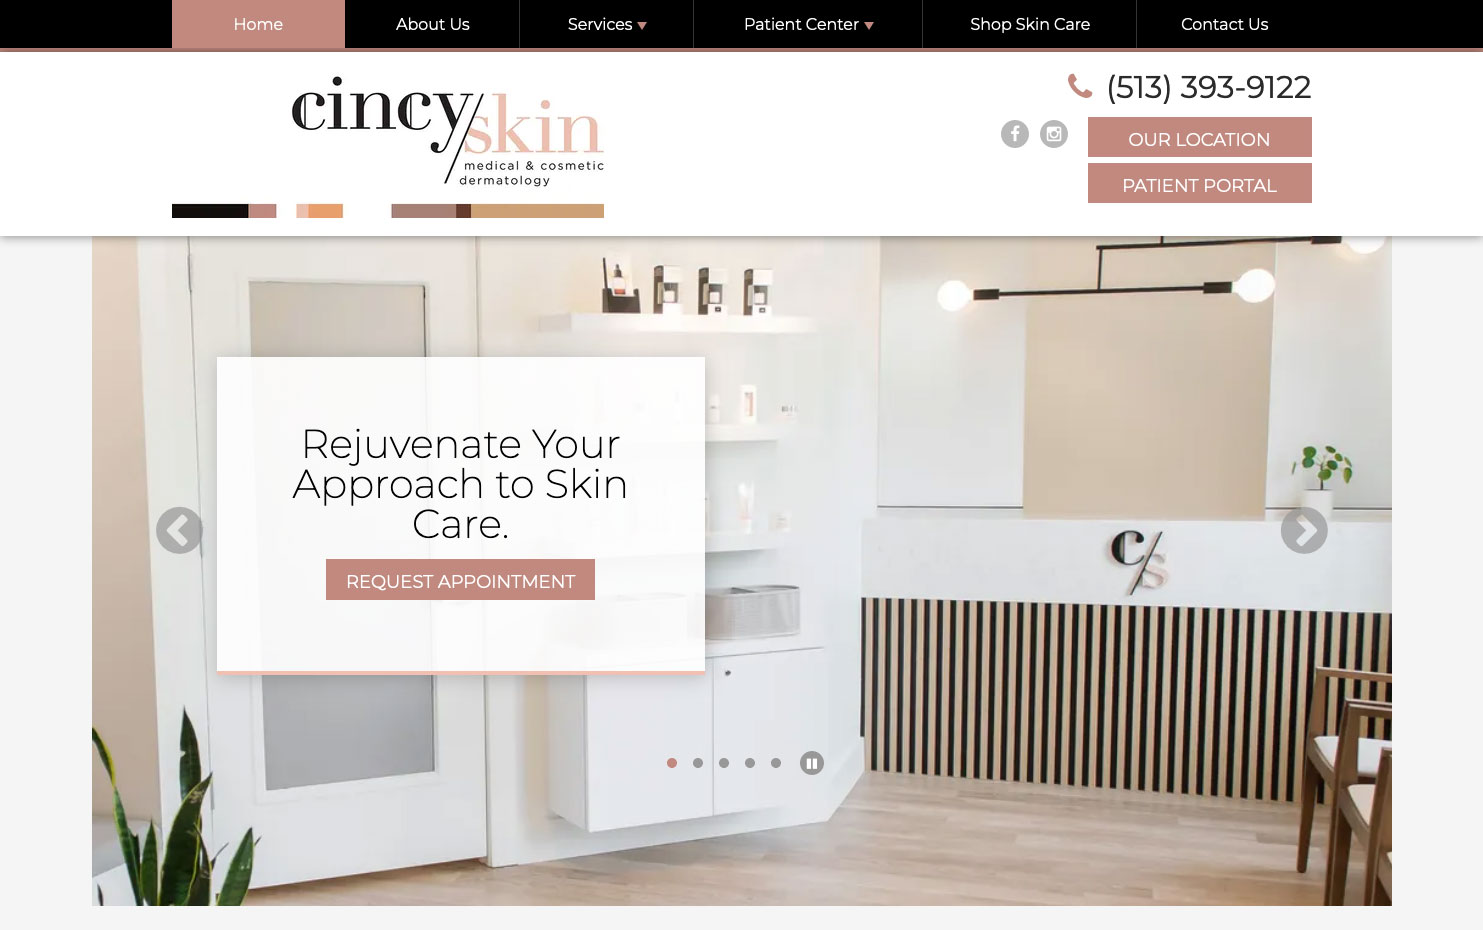 Home
About Us
Services
Patient Center
Shop Skin Care
Contact Us
cincy/skin
medical & cosmetic
dermatology
(513) 393-9122
OUR LOCATION
PATIENT PORTAL
Rejuvenate Your
Approach to Skin
Care.
REQUEST APPOINTMENT
c/s